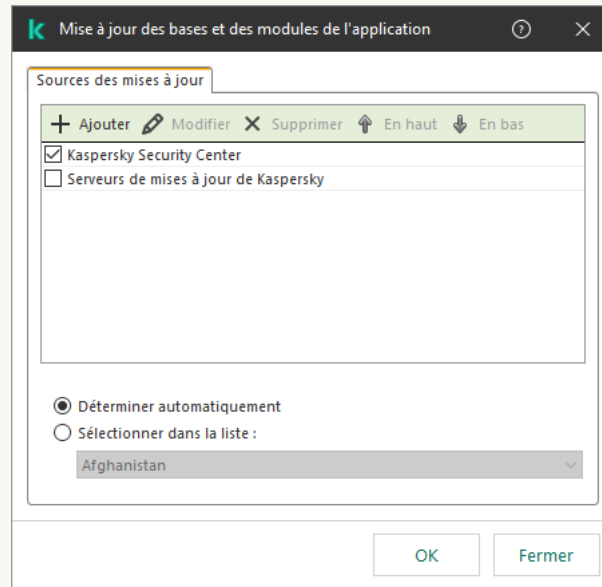 Mise à jour des bases et des modules de l'application
Sources des mises à jour
Ajouter Modifier Supprimer En haut En bas
Kaspersky Security Center
Serveurs de mises à jour de Kaspersky
Déterminer automatiquement
Sélectionner dans la liste :
Afghanistan
OK Fermer